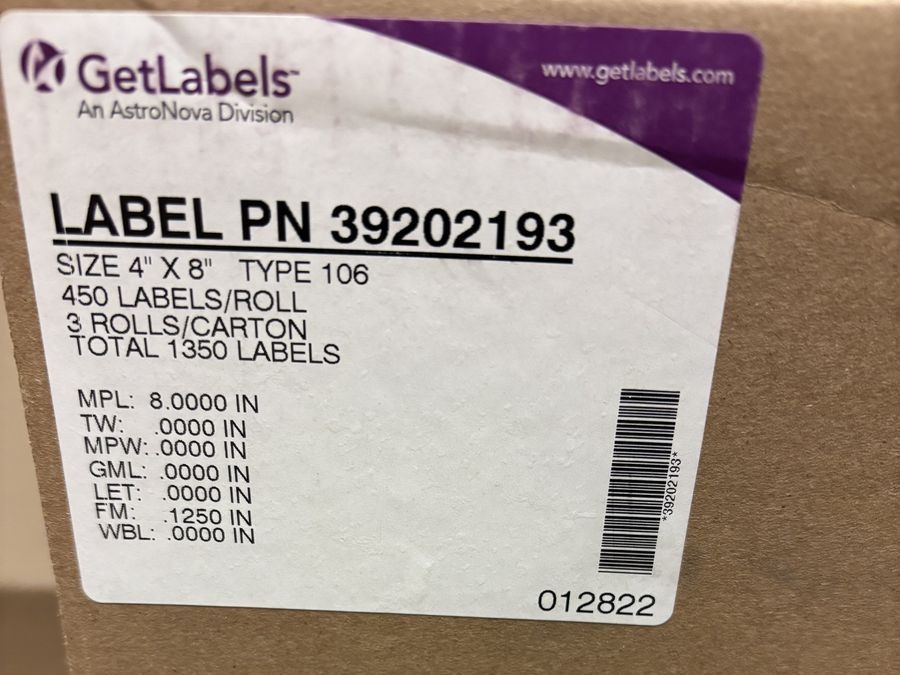 GetLabels™
An AstroNova Division
www.getlabels.com
LABEL PN 39202193
SIZE 4" X 8" TYPE 106
450 LABELS/ROLL
3 ROLLS/CARTON
TOTAL 1350 LABELS
MPL: 8.0000 IN
TW: .0000 IN
MPW: .0000 IN
GML: .0000 IN
LET: .0000 IN
FM: .1250 IN
WBL: .0000 IN
*39202193*
012822